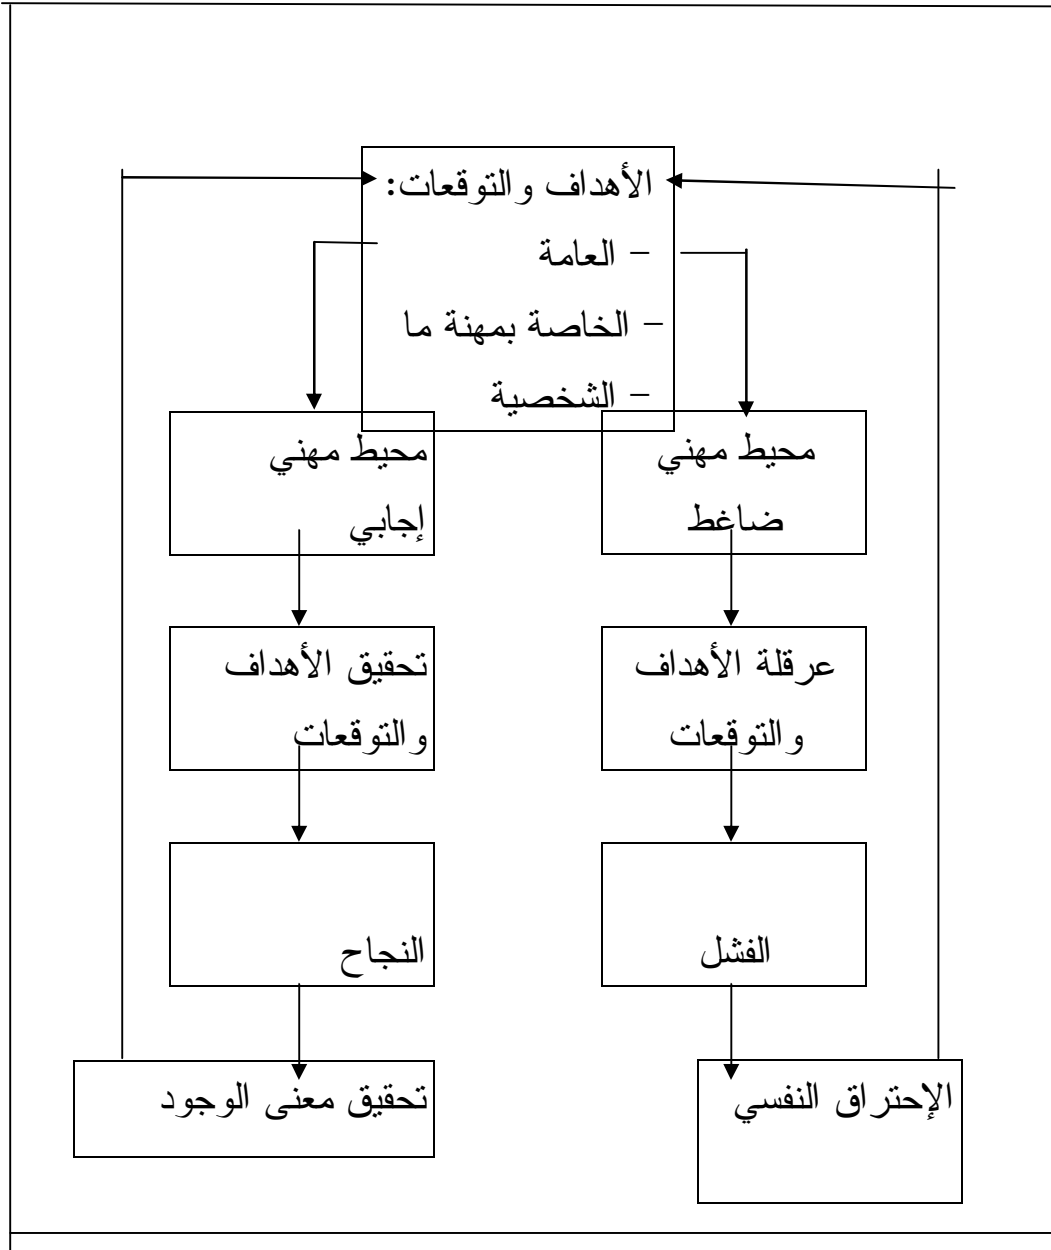 الأهداف والتوقعات:
– العامة
– الخاصة بمهنة ما
– الشخصية
محيط مهني
ضاغط
محيط مهني
إجابي
عرقلة الأهداف
والتوقعات
تحقيق الأهداف
والتوقعات
الفشل
النجاح
الإحتراق النفسي
تحقيق معنى الوجود